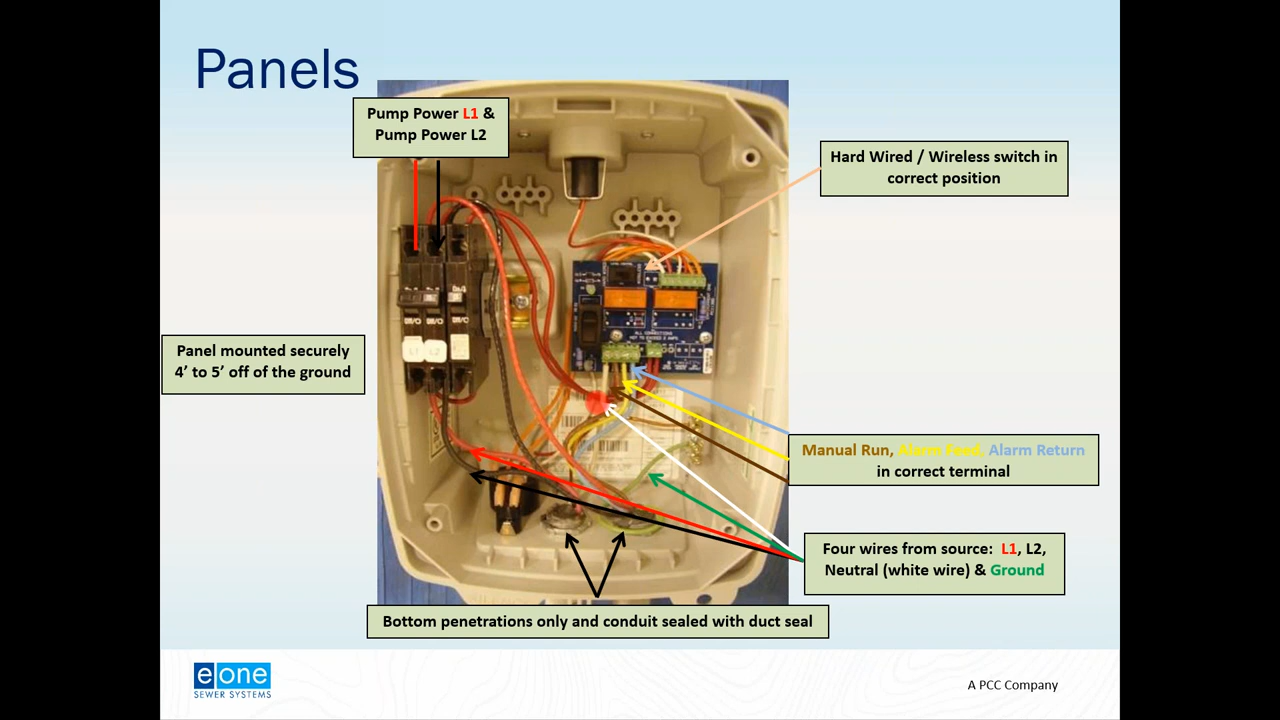 Panels
Pump Power L1 &
Pump Power L2
Hard Wired / Wireless switch in
correct position
Panel mounted securely
4’ to 5’ off of the ground
L1 L2
Manual Run, Alarm Feed, Alarm Return
in correct terminal
Four wires from source: L1, L2,
Neutral (white wire) & Ground
Bottom penetrations only and conduit sealed with duct seal
eone
SEWER SYSTEMS
A PCC Company